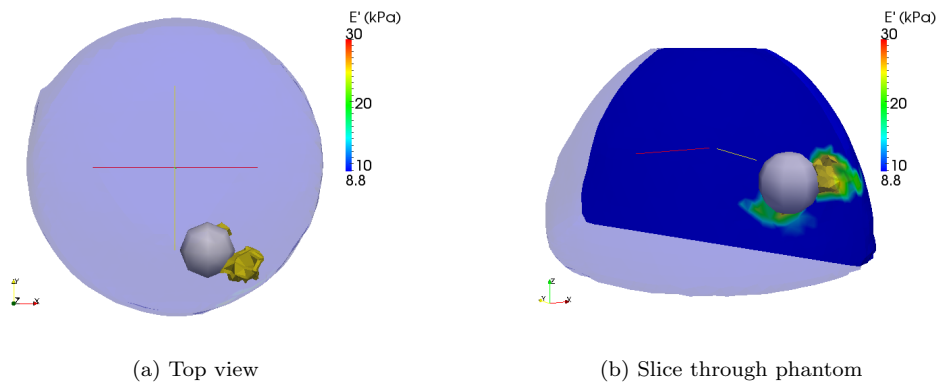 E' (kPa)
30
20
10
8.8
Y
Z
X
(a) Top view
E' (kPa)
30
20
10
8.8
Z
Y
X
(b) Slice through phantom